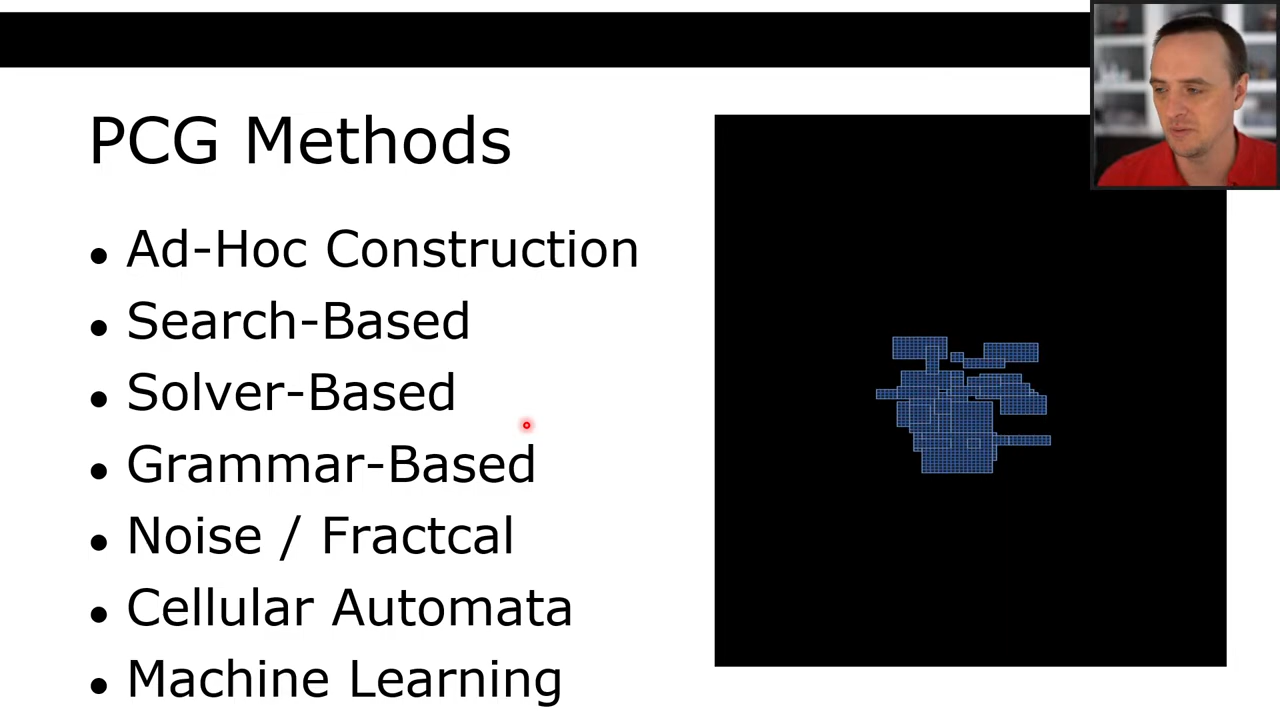 PCG Methods
• Ad-Hoc Construction
• Search-Based
• Solver-Based
• Grammar-Based
• Noise / Fractcal
• Cellular Automata
• Machine Learning